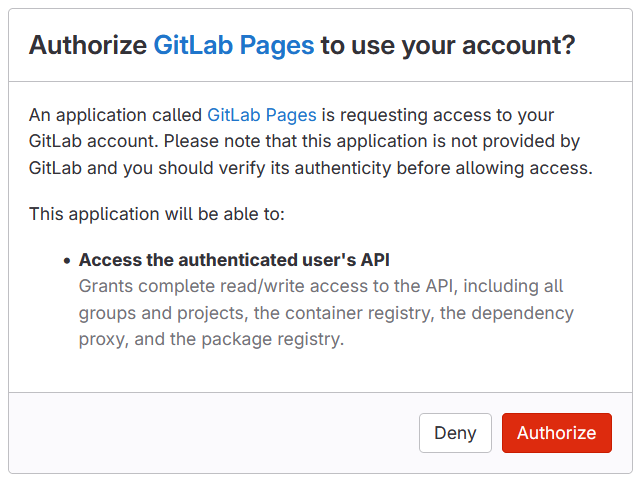 Authorize GitLab Pages to use your account?
An application called GitLab Pages is requesting access to your
GitLab account. Please note that this application is not provided by
GitLab and you should verify its authenticity before allowing access.
This application will be able to:
• Access the authenticated user's API
Grants complete read/write access to the API, including all
groups and projects, the container registry, the dependency
proxy, and the package registry.
Deny Authorize